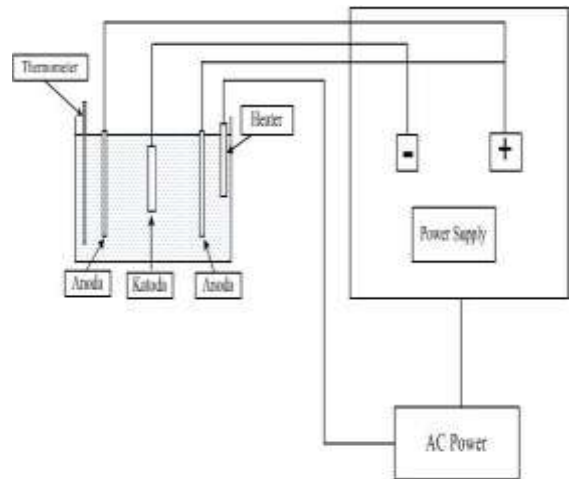 Thermometer
Heater
-
+
Power Supply
Anoda
Katoda
Anoda
AC Power